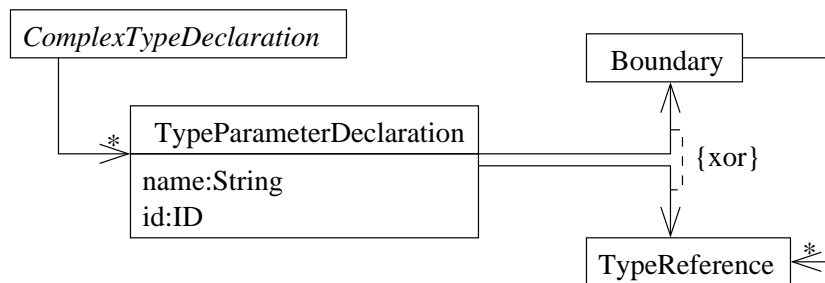 ComplexTypeDeclaration
Boundary
*
TypeParameterDeclaration
{xor}
name:String
id:ID
*
TypeReference